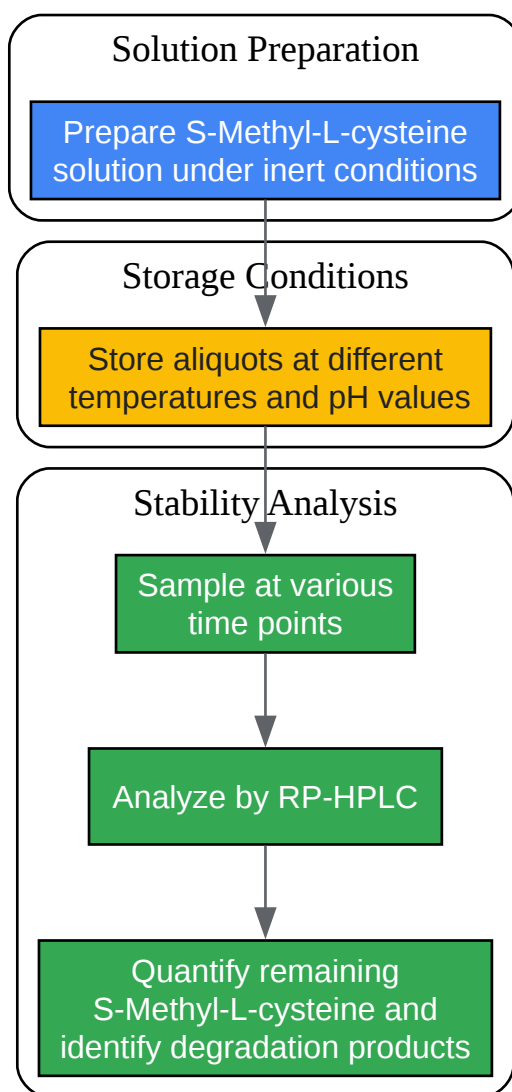 Solution Preparation
Prepare S-Methyl-L-cysteine
solution under inert conditions
Storage Conditions
Store aliquots at different
temperatures and pH values
Stability Analysis
Sample at various
time points
Analyze by RP-HPLC
Quantify remaining
S-Methyl-L-cysteine and
identify degradation products